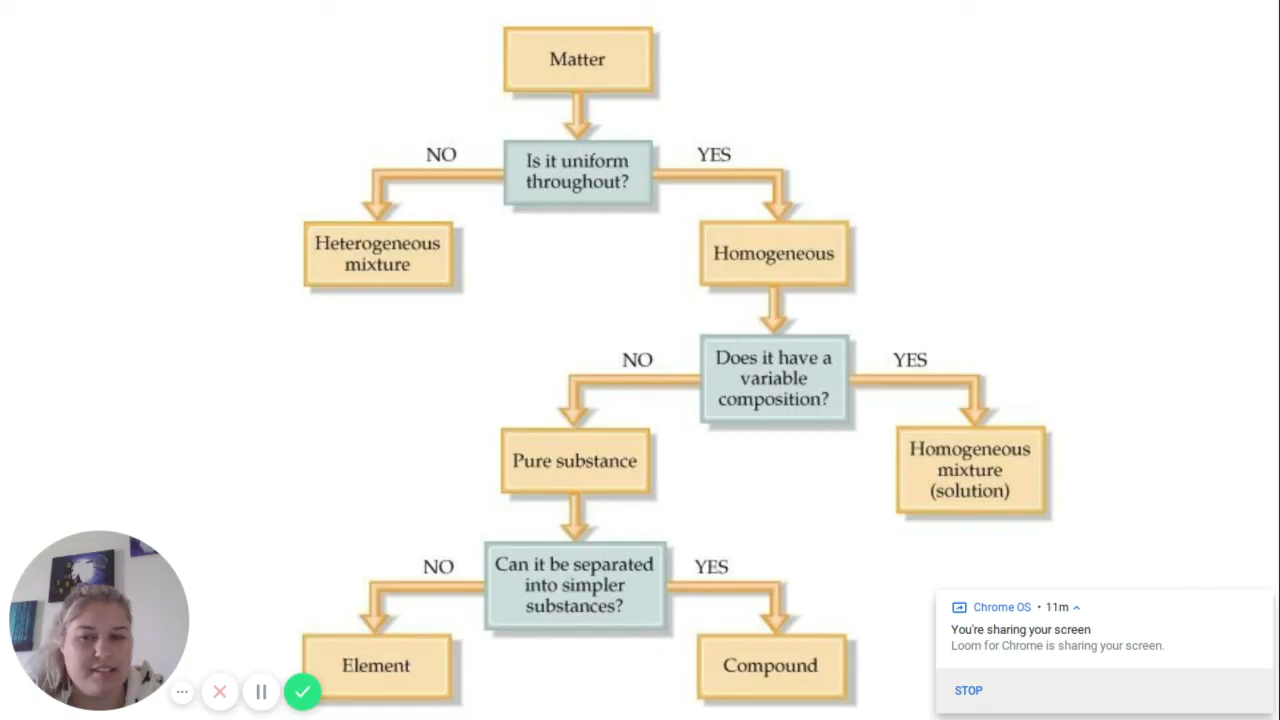 Matter
Is it uniform
throughout?
NO
YES
Heterogeneous
mixture
Homogeneous
Does it have a
variable
composition?
NO
YES
Pure substance
Homogeneous
mixture
(solution)
Can it be separated
into simpler
substances?
NO
YES
Element
Compound
Chrome OS • 11m
You're sharing your screen
Loom for Chrome is sharing your screen.
STOP